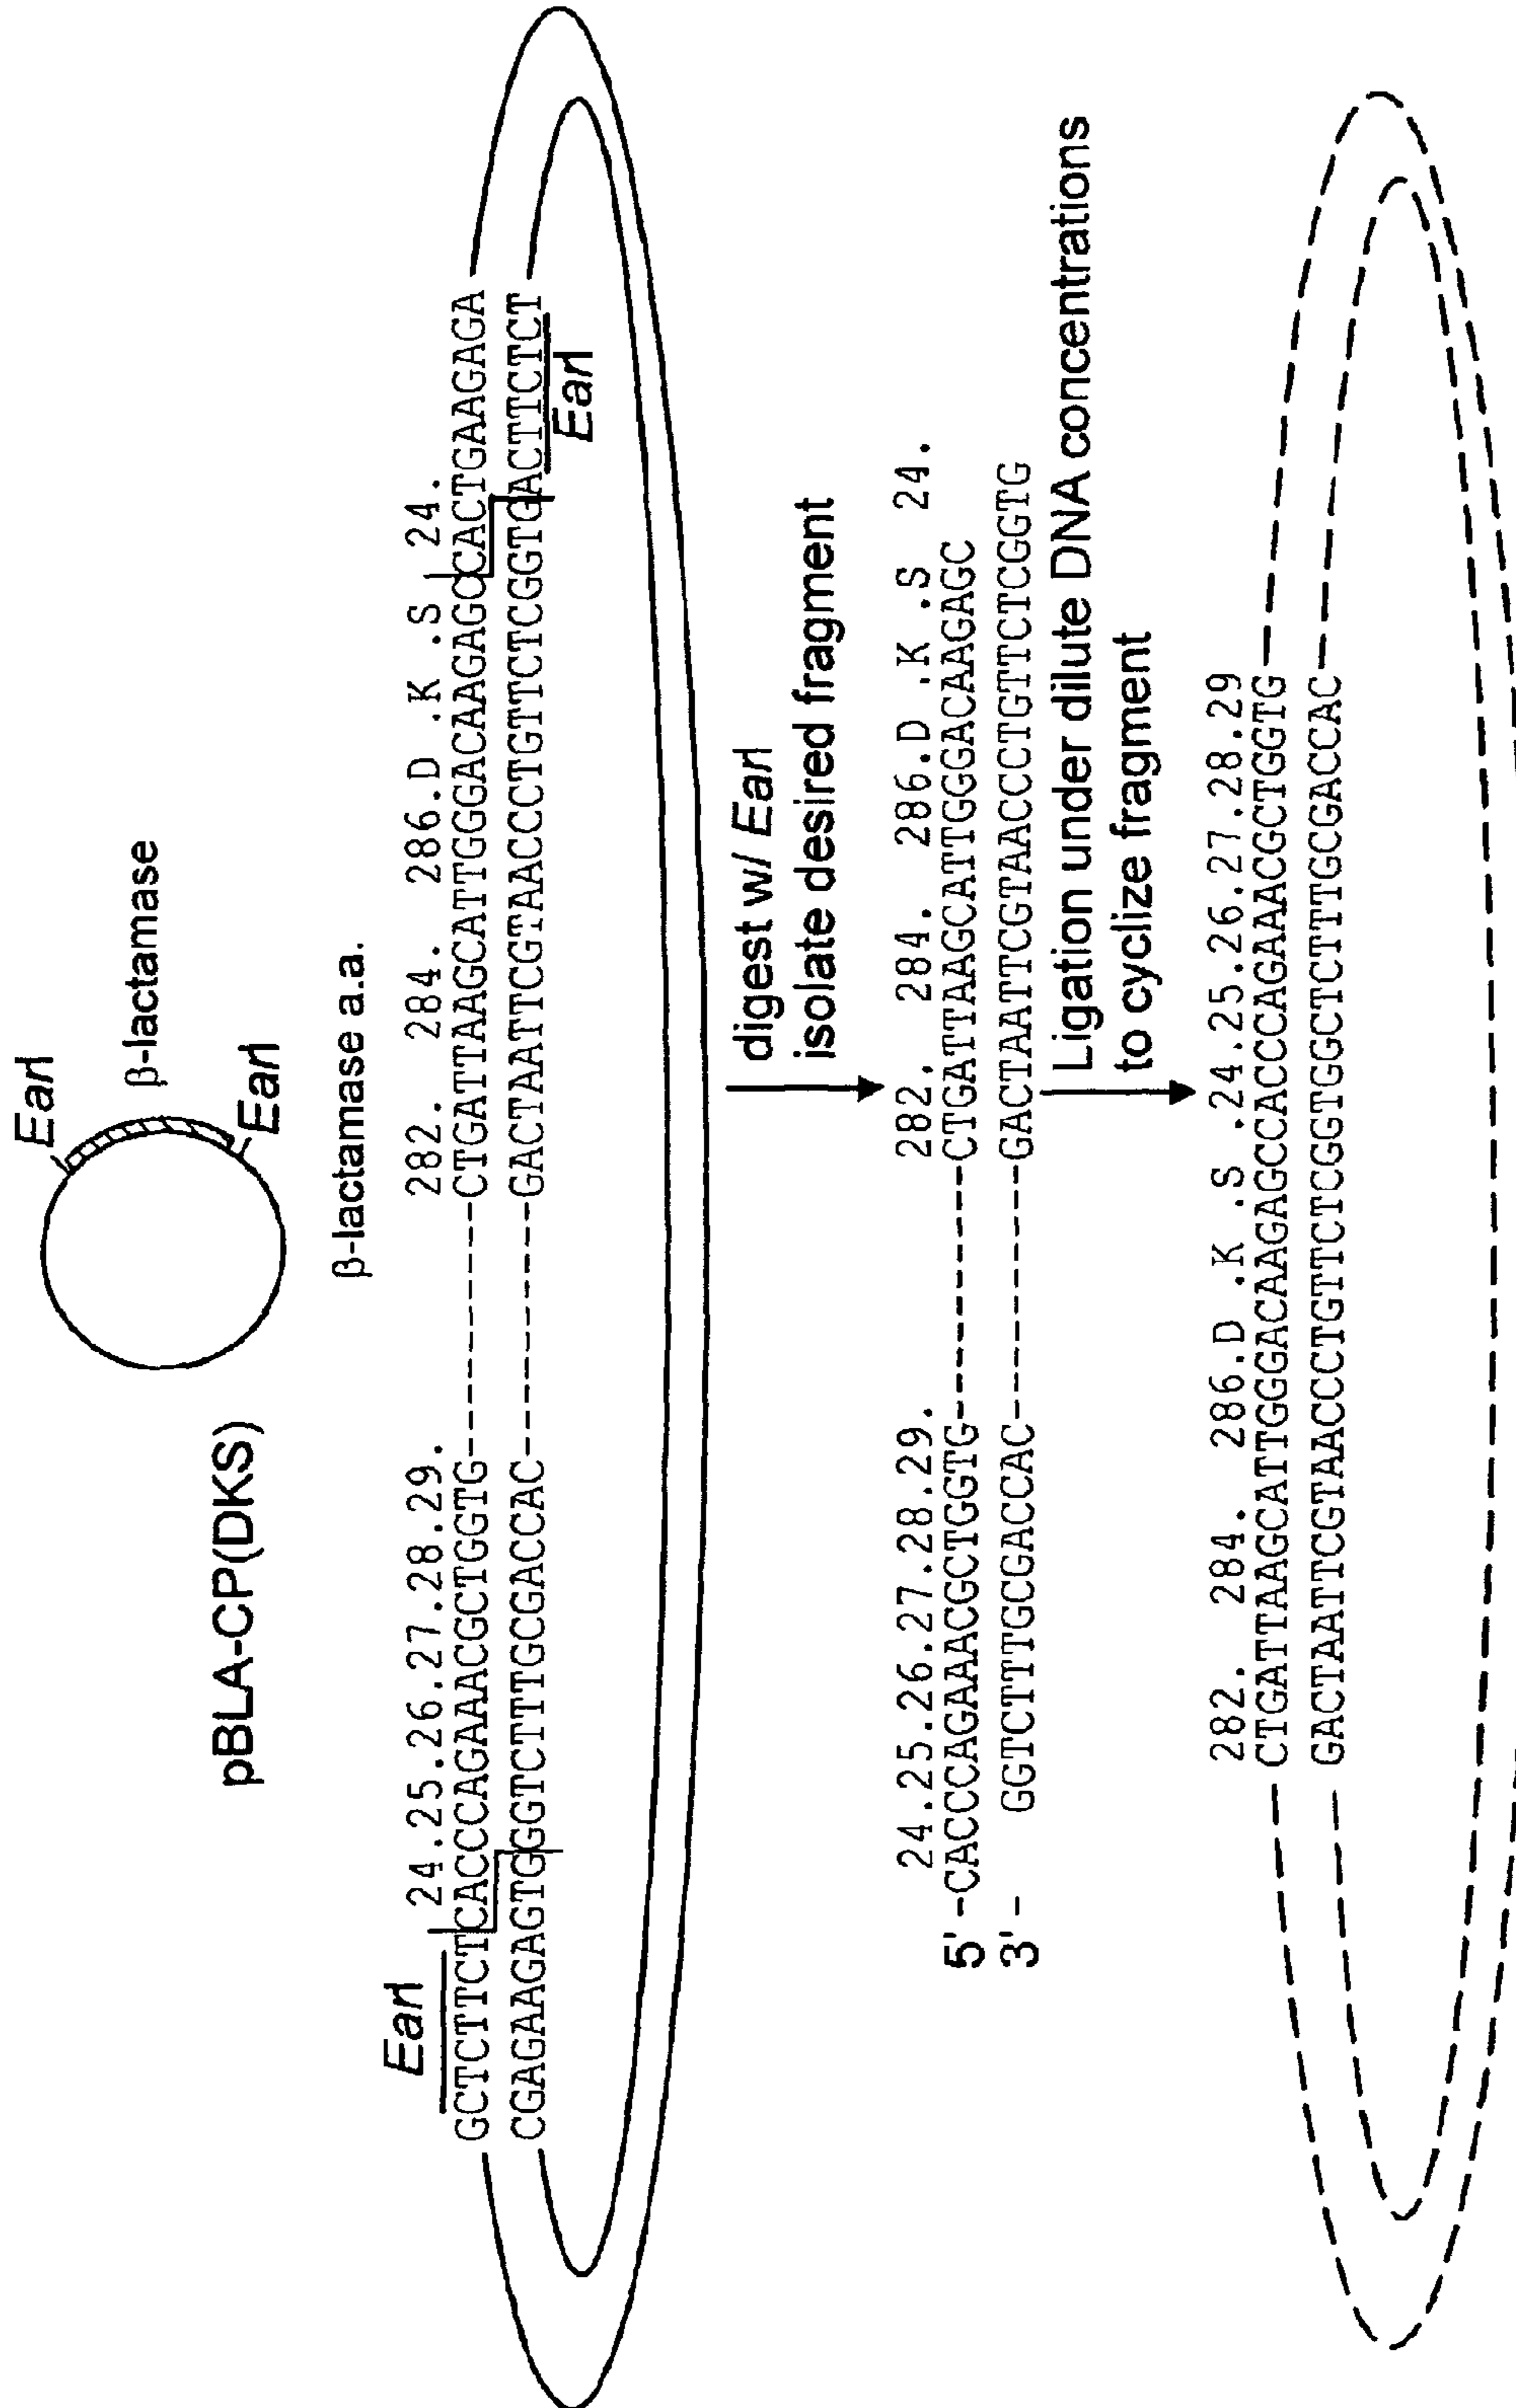 EarI
β-lactamase
EarI
pBLA-CP(DKS)
β-lactamase a.a.
EarI
24.25.26.27.28.29. 282. 284. 286.D .K .S 24.
GCTCTTCTCACCCAGAAACGCTGGTG----------CTGATTAAGCATTGGGACAAGAGCCACTGAAGAGA
CGAGAAGAGTGGGTCTTTGCGACCAC----------GACTAATTCGTAACCCTGTTCTCGGTGACTTCTCT
EarI
digest w/ EarI
isolate desired fragment
24.25.26.27.28.29. 282. 284. 286.D .K .S 24.
5'-CACCCAGAAACGCTGGTG----------CTGATTAAGCATTGGGACAAGAGC
3'- GGTCTTTGCGACCAC----------GACTAATTCGTAACCCTGTTCTCGGTG
Ligation under dilute DNA concentrations
to cyclize fragment
282. 284. 286.D .K .S .24.25.26.27.28.29
CTGATTAAGCATTGGGACAAGAGCCACCCAGAAACGCTGGTG
GACTAATTCGTAACCCTGTTCTCGGTGGCTCTTTGCGACCAC